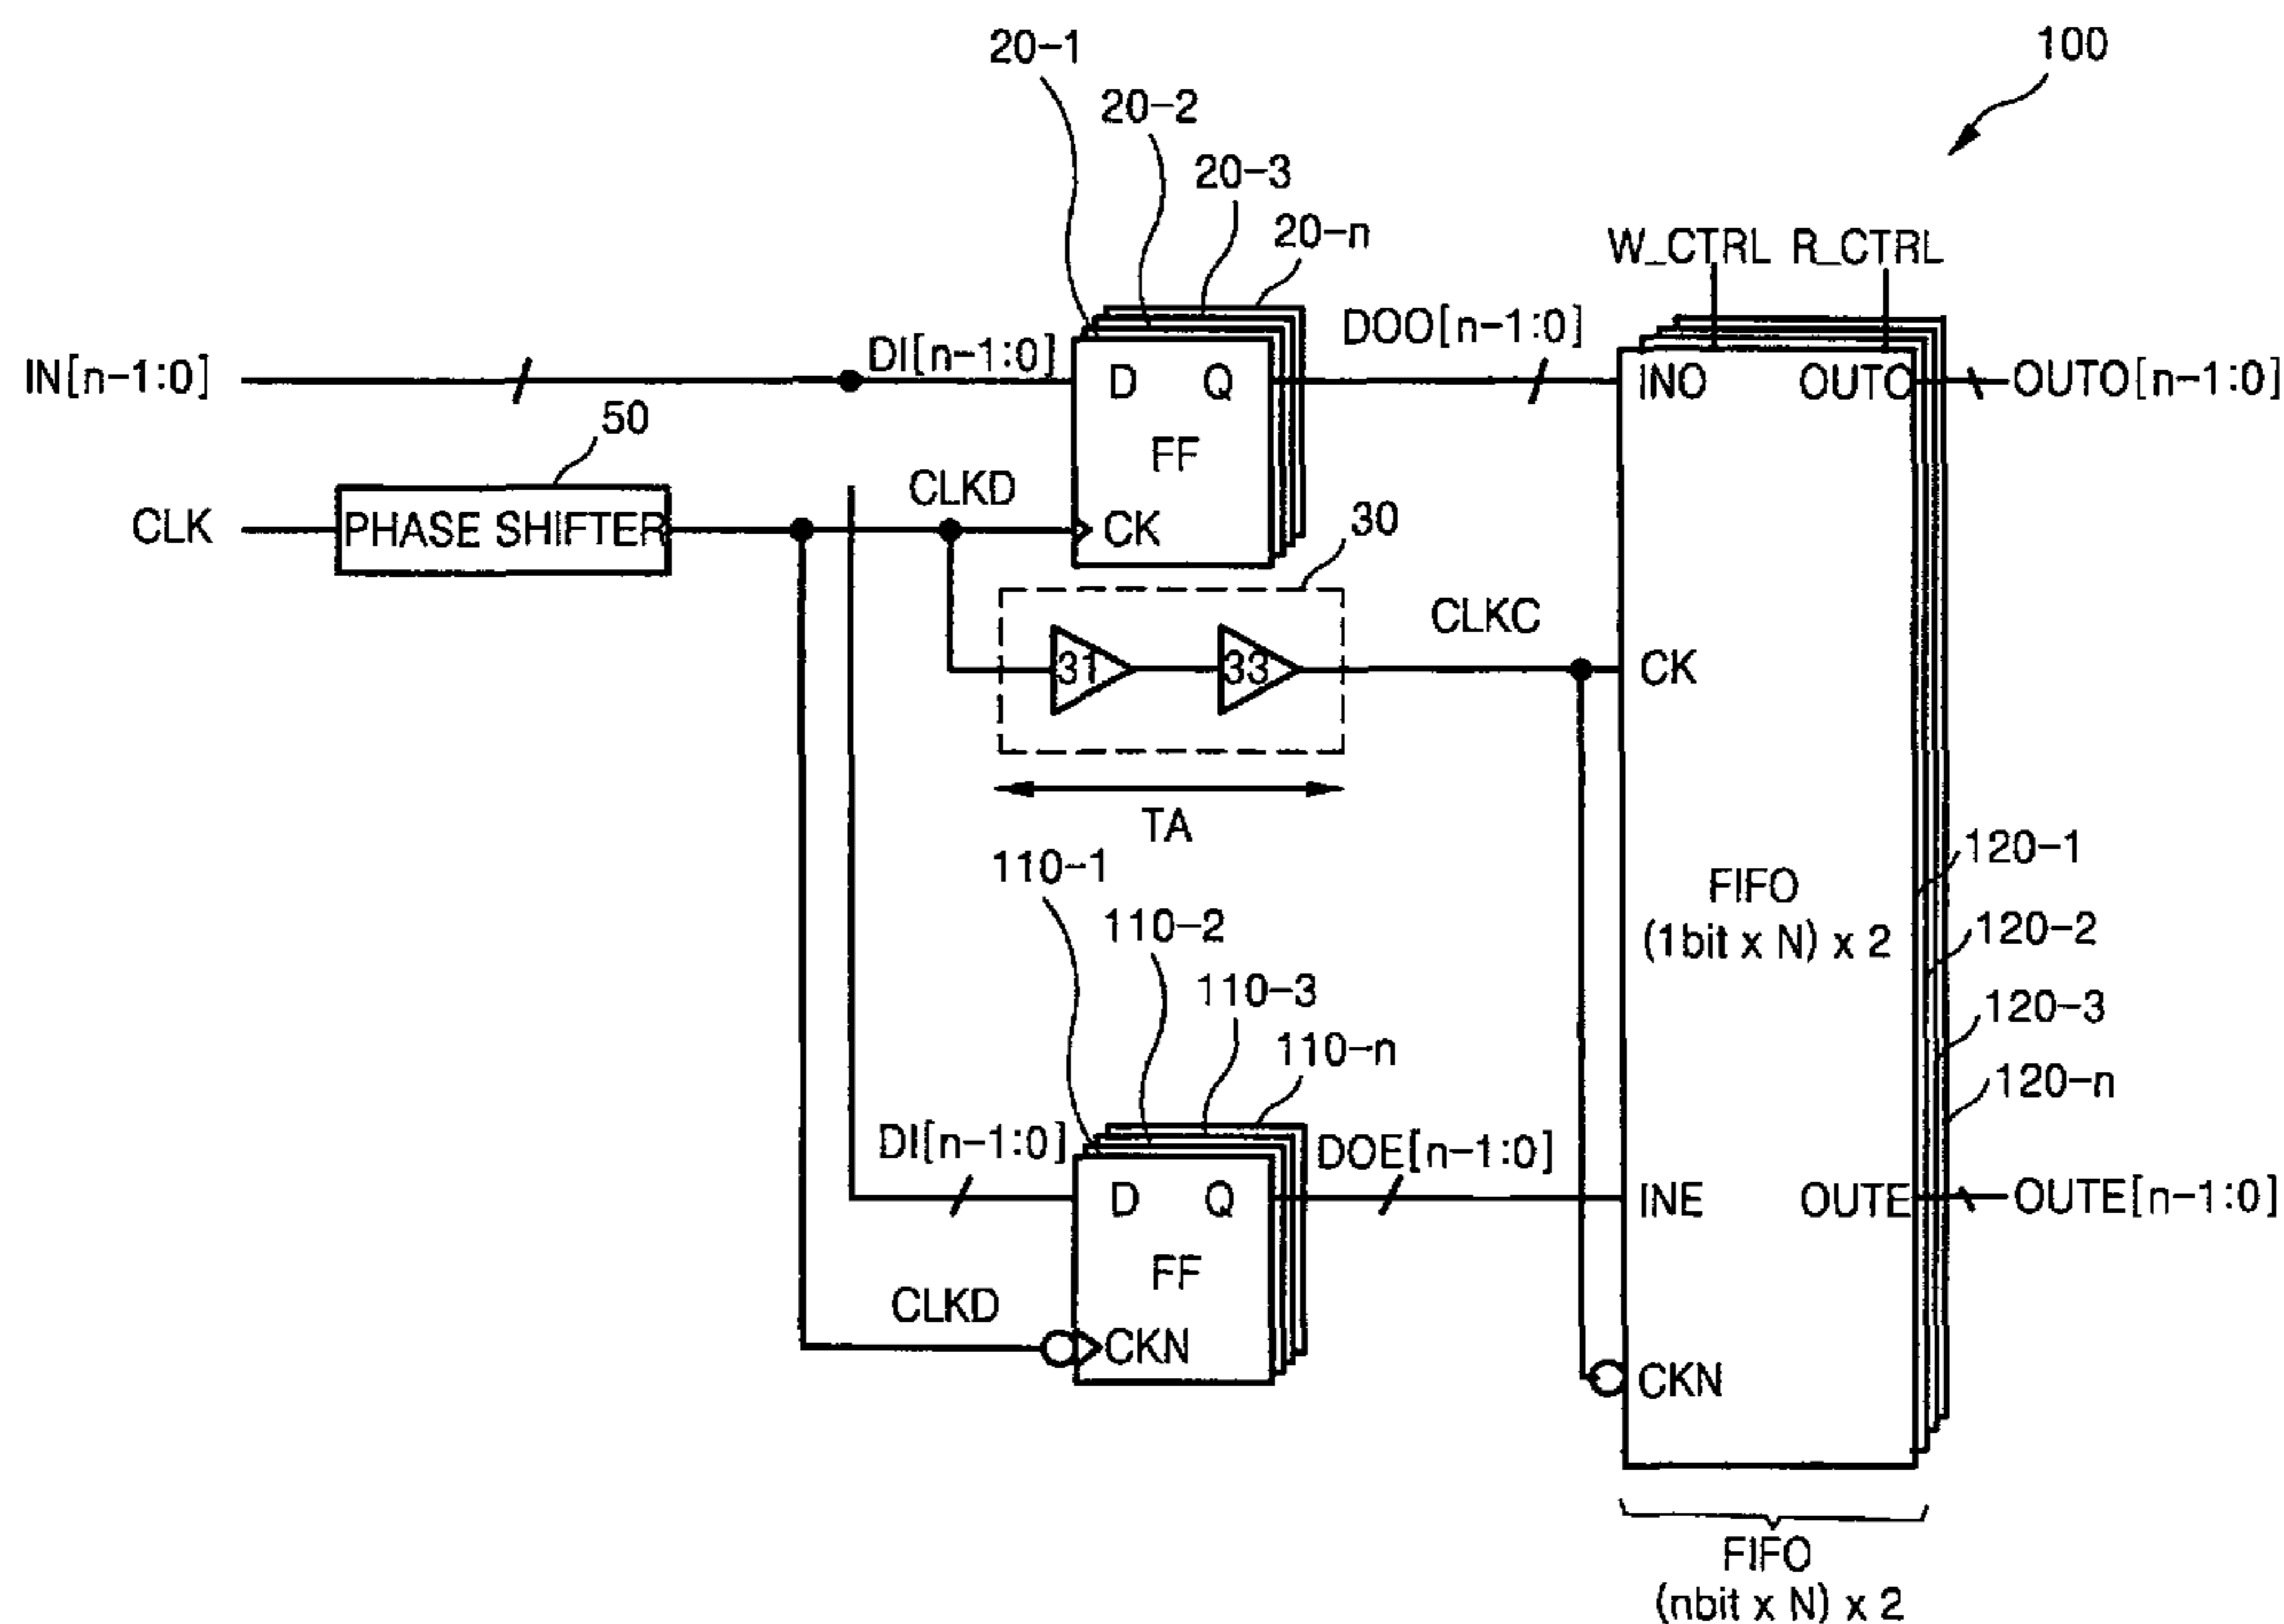 100
20-1
20-2
20-3
20-n
W_CTRL R_CTRL
IN[n-1:0]
DI[n-1:0]
D Q
FF
CK
DOO[n-1:0]
INO OUTO
OUTO[n-1:0]
50
CLK
PHASE SHIFTER
CLKD
30
31
33
CLKC
CK
TA
110-1
110-2
110-3
110-n
FIFO
(1bit x N) x 2
120-1
120-2
120-3
120-n
DI[n-1:0]
D Q
FF
CKN
DOE[n-1:0]
INE OUTE
OUTE[n-1:0]
CLKD
CKN
FIFO
(nbit x N) x 2